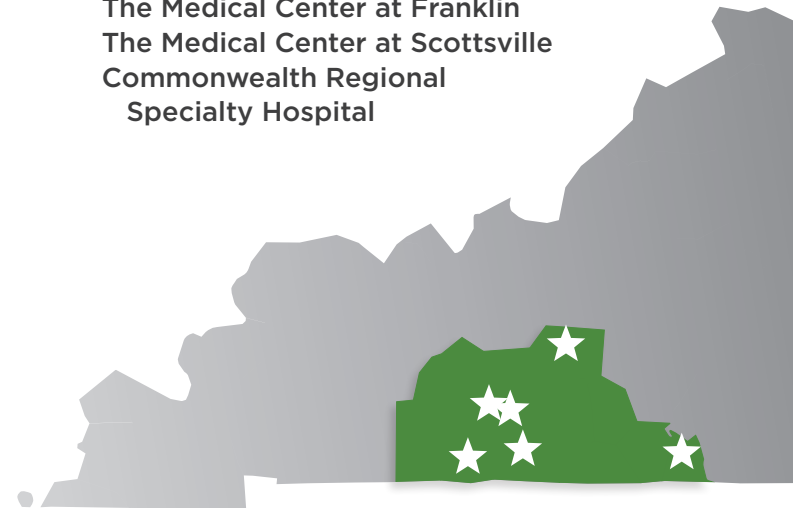 The Medical Center at Franklin
The Medical Center at Scottsville
Commonwealth Regional
Specialty Hospital